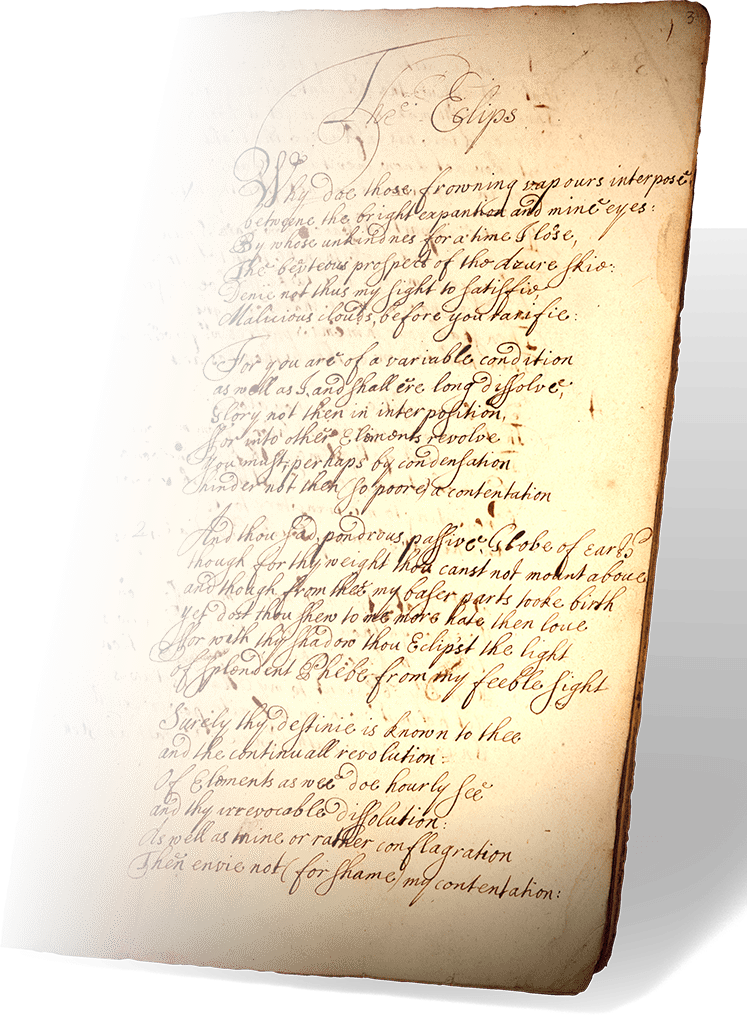 3
The Eclips
Why doe those frowning vapours interpose
betweene the bright expantion and mine eyes:
By whose unkindnes for a time I lose,
The beuteous prospect of the azure skie:
Denie not thus my sight to satisfie,
Malicious clouds, before you rarifie:
For you are of a variable condition
as well as I, and shall ere long dissolve,
Glory not then in interposition,
For into other Elements revolve
You must, perhaps by condensation
hinder not then (so poore) a contentation
2
And thou sad, pondrous, passive Globe of earth
though for thy weight thou canst not mount above
and though from thee my baser parts tooke birth
yet dost thou shew to me more hate then love
For with thy shadow thou Eclipst the light
of splendent Phebe from my feeble sight
Surely thy destinie is known to thee
and the continuall revolution:
Of Elements as wee doe hourly see
and thy irrevocable dissolution:
As well as mine or rather conflagration
Then envie not (for shame) my contentation: